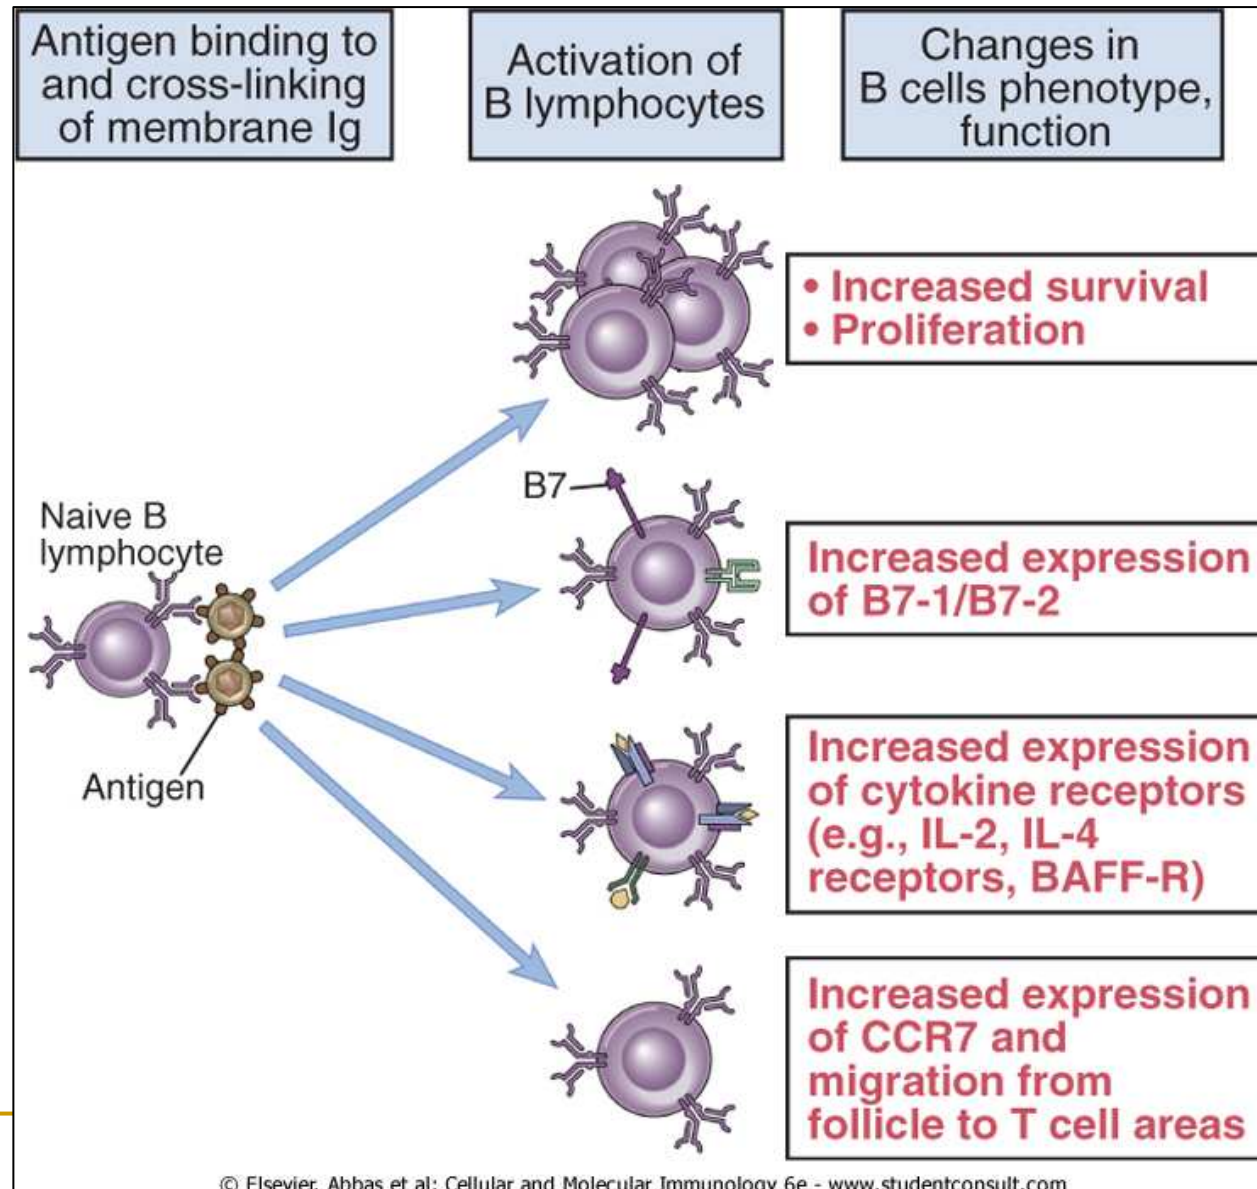 Antigen binding to
and cross-linking
of membrane Ig
Activation of
B lymphocytes
Changes in
B cells phenotype,
function
• Increased survival
• Proliferation
B7
Naive B
lymphocyte
Increased expression
of B7-1/B7-2
Antigen
Increased expression
of cytokine receptors
(e.g., IL-2, IL-4
receptors, BAFF-R)
Increased expression
of CCR7 and
migration from
follicle to T cell areas
© Elsevier. Abbas et al: Cellular and Molecular Immunology 6e - www.studentconsult.com